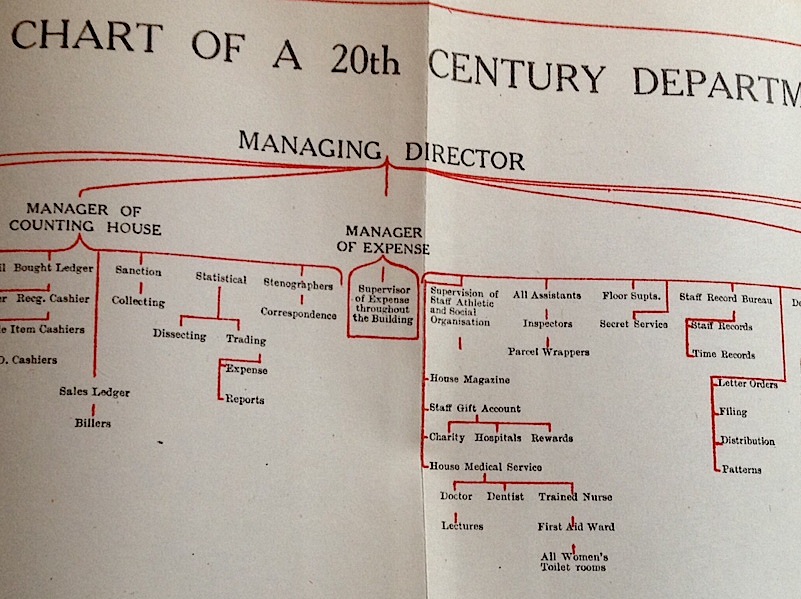 CHART OF A 20th CENTURY DEPARTM
MANAGING DIRECTOR
MANAGER OF
COUNTING HOUSE
MANAGER
OF EXPENSE
Bought Ledger
Recg. Cashier
Item Cashiers
Cashiers
Sanction
Collecting
Statistical
Dissecting Trading
Expense
Reports
Stenographers
Correspondence
Sales Ledger
Billers
Supervisor
of Expense
throughout
the Building
Supervision of
Staff Athletic
and Social
Organisation
All Assistants
Inspectors
Parcel Wrappers
Floor Supts.
Secret Service
Staff Record Bureau
Staff Records
Time Records
Letter Orders
Filing
Distribution
Patterns
House Magazine
Staff Gift Account
Charity Hospitals Rewards
House Medical Service
Doctor Dentist Trained Nurse
Lectures
First Aid Ward
All Women's
Toilet rooms